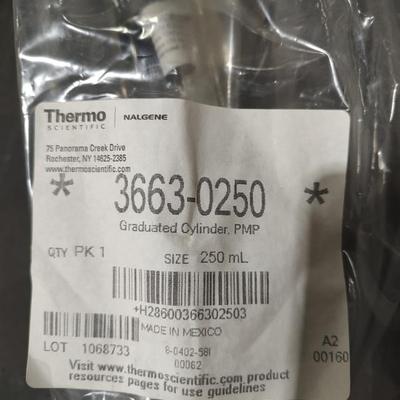 Thermo SCIENTIFIC | NALGENE
75 Panorama Creek Drive
Rochester, NY 14625-2385
www.thermoscientific.com
* 3663-0250 *
Graduated Cylinder, PMP
QTY PK 1 SIZE 250 mL
+H28600366302503
MADE IN MEXICO
LOT 1068733 8-0402-58I A2
00062 00160
Visit www.thermoscientific.com product
resources pages for use guidelines